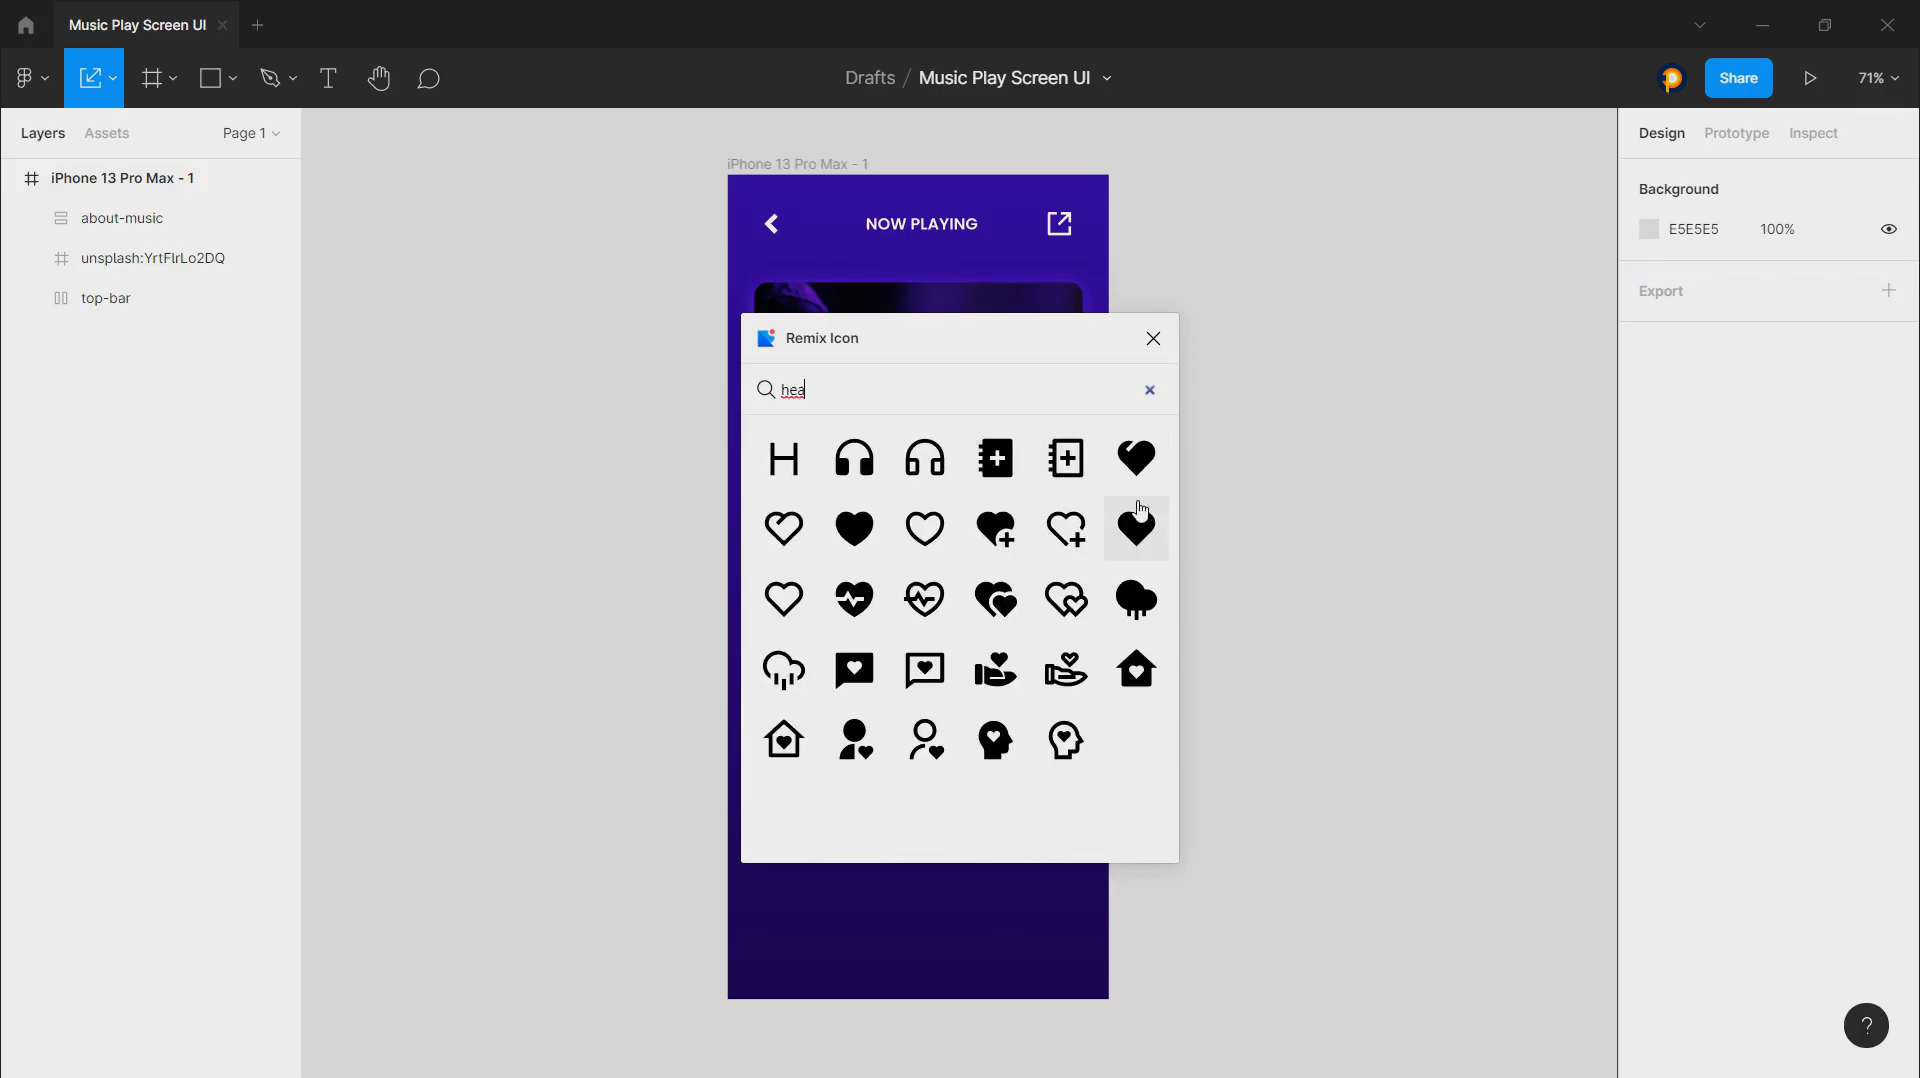 Music Play Screen UI
Drafts / Music Play Screen UI
Share
71%
Layers
Assets
Page 1
iPhone 13 Pro Max - 1
about-music
unsplash:YrtFlrLo2DQ
top-bar
iPhone 13 Pro Max - 1
NOW PLAYING
Remix Icon
hea
Design
Prototype
Inspect
Background
E5E5E5
100%
Export
?